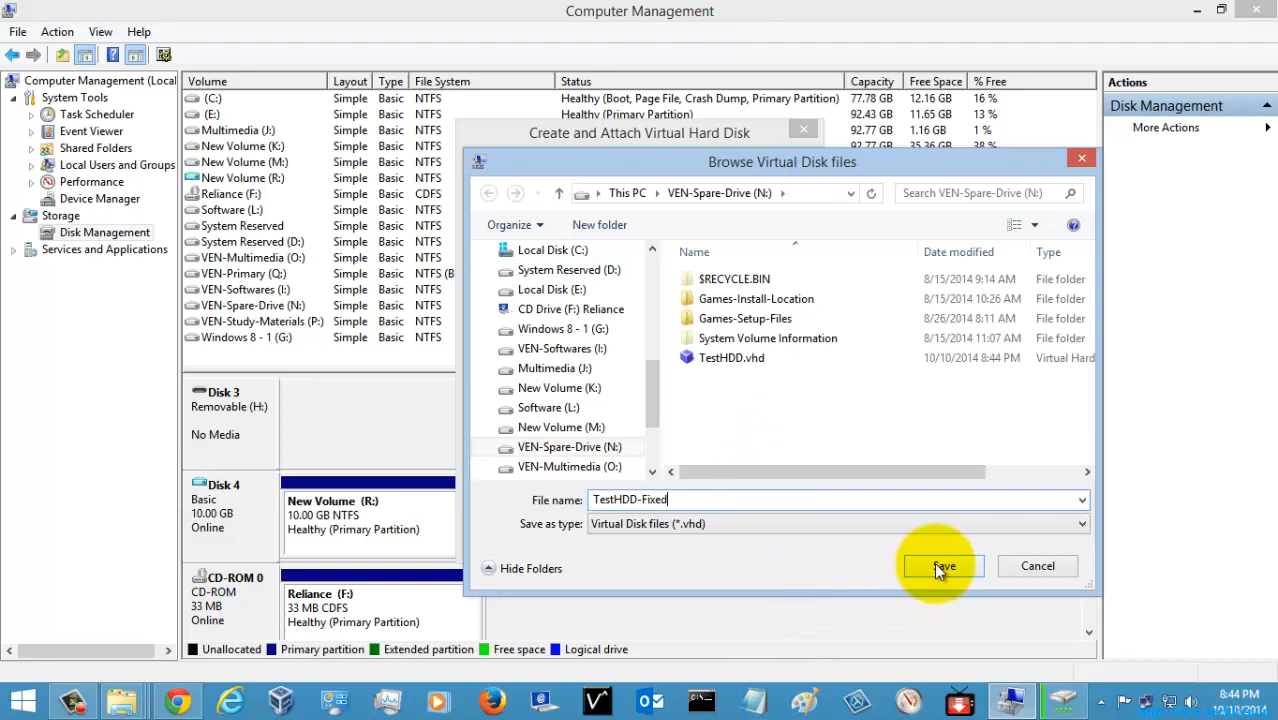 Computer Management
File Action View Help
Computer Management (Local
System Tools
Task Scheduler
Event Viewer
Shared Folders
Local Users and Groups
Performance
Device Manager
Storage
Disk Management
Services and Applications
Volume Layout Type File System Status Capacity Free Space % Free
(C:) Simple Basic NTFS Healthy (Boot, Page File, Crash Dump, Primary Partition) 77.78 GB 12.16 GB 16 %
(E:) Simple Basic NTFS Healthy (Primary Partition) 92.43 GB 11.65 GB 13 %
Multimedia (J:) Simple Basic NTFS 92.77 GB 1.16 GB 1 %
New Volume (K:) Simple Basic NTFS 92.77 GB 35.36 GB 38 %
New Volume (M:) Simple Basic NTFS
New Volume (R:) Simple Basic NTFS
Reliance (F:) Simple Basic CDFS
Software (L:) Simple Basic NTFS
System Reserved Simple Basic NTFS
System Reserved (D:) Simple Basic NTFS
VEN-Multimedia (O:) Simple Basic NTFS
VEN-Primary (Q:) Simple Basic NTFS (B
VEN-Softwares (I:) Simple Basic NTFS
VEN-Spare-Drive (N:) Simple Basic NTFS
VEN-Study-Materials (P:) Simple Basic NTFS
Windows 8 - 1 (G:) Simple Basic NTFS
Disk 3
Removable (H:)
No Media
Disk 4
Basic
10.00 GB
Online
New Volume (R:)
10.00 GB NTFS
Healthy (Primary Partition)
CD-ROM 0
CD-ROM
33 MB
Online
Reliance (F:)
33 MB CDFS
Healthy (Primary Partition)
Unallocated Primary partition Extended partition Free space Logical drive
Actions
Disk Management
More Actions
Create and Attach Virtual Hard Disk
Browse Virtual Disk files
This PC VEN-Spare-Drive (N:) Search VEN-Spare-Drive (N:)
Organize New folder
Local Disk (C:)
System Reserved (D:)
Local Disk (E:)
CD Drive (F:) Reliance
Windows 8 - 1 (G:)
VEN-Softwares (I:)
Multimedia (J:)
New Volume (K:)
Software (L:)
New Volume (M:)
VEN-Spare-Drive (N:)
VEN-Multimedia (O:)
Name Date modified Type
$RECYCLE.BIN 8/15/2014 9:14 AM File folder
Games-Install-Location 8/15/2014 10:26 AM File folder
Games-Setup-Files 8/26/2014 8:11 AM File folder
System Volume Information 8/15/2014 11:07 AM File folder
TestHDD.vhd 10/10/2014 8:44 PM Virtual Hard
File name: TestHDD-Fixed
Save as type: Virtual Disk files (*.vhd)
Hide Folders Save Cancel
8:44 PM
10/10/2014